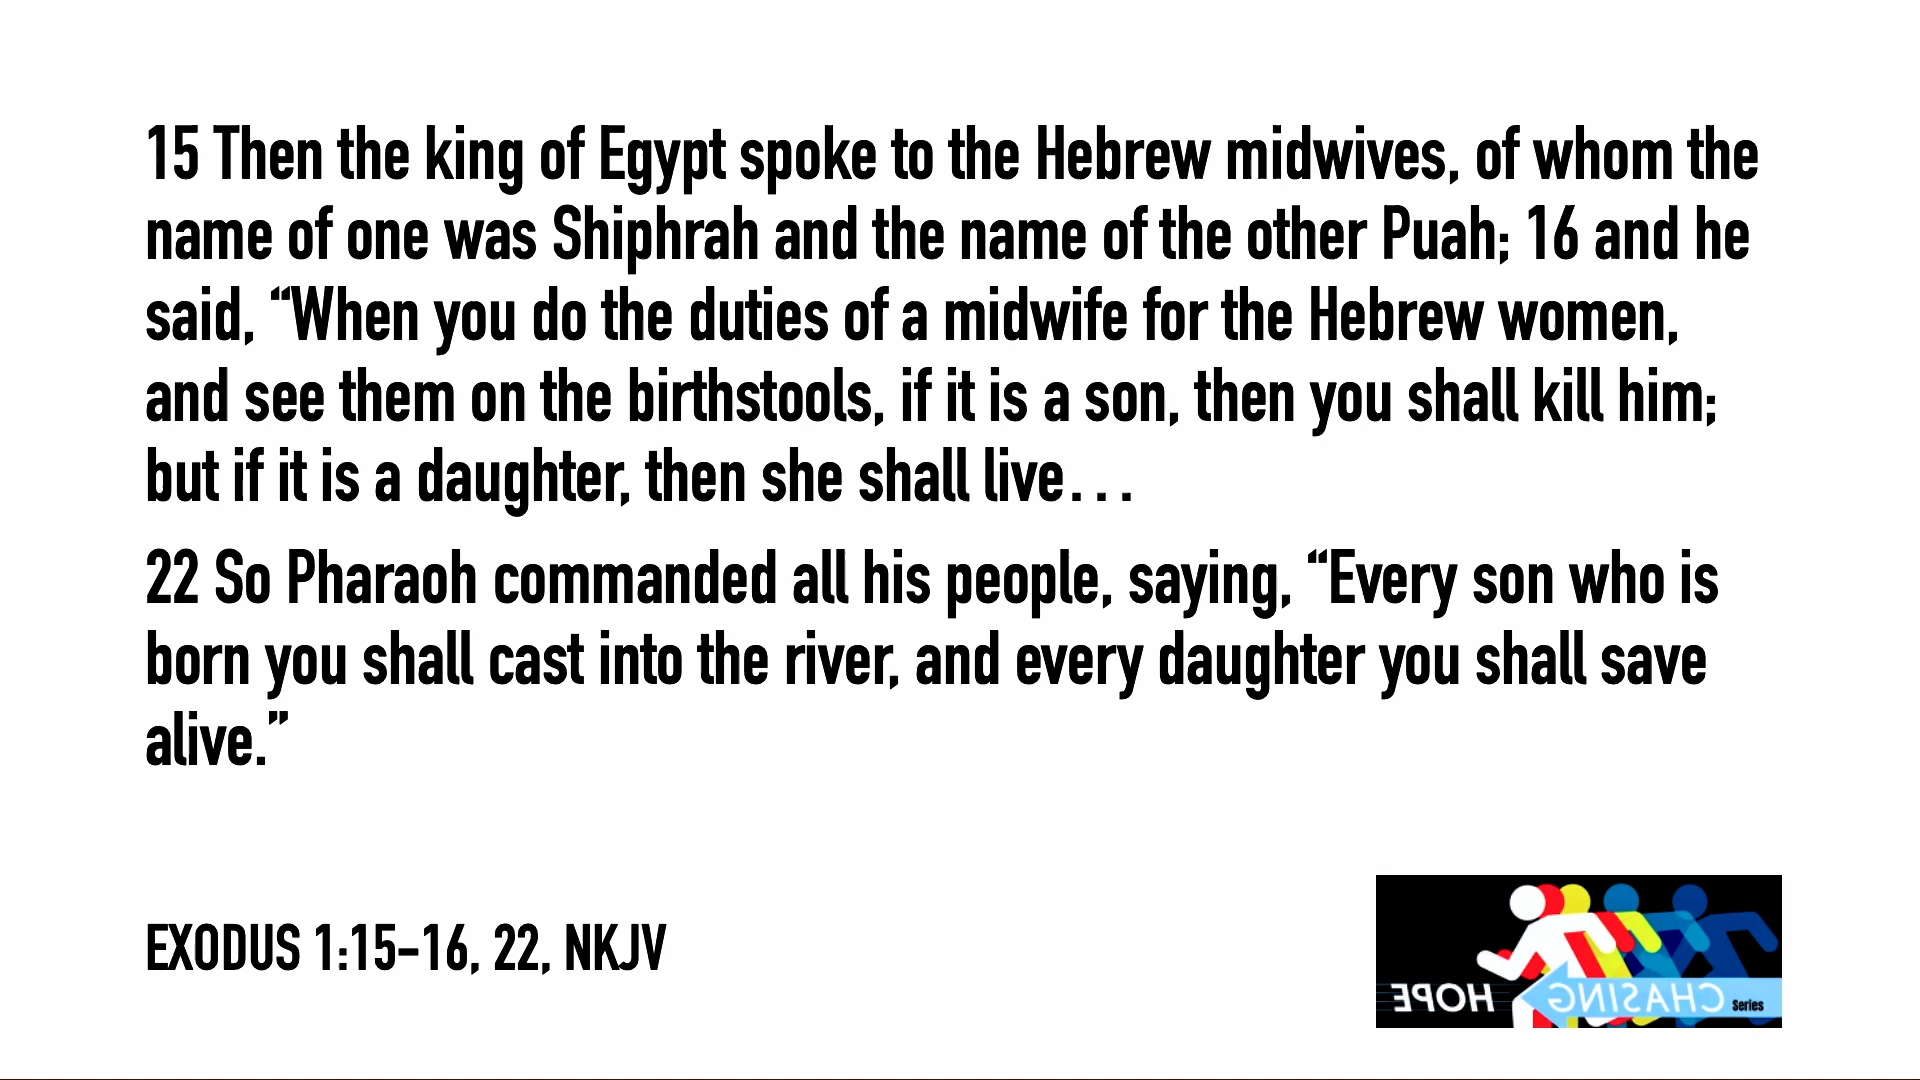 15 Then the king of Egypt spoke to the Hebrew midwives, of whom the
name of one was Shiphrah and the name of the other Puah; 16 and he
said, “When you do the duties of a midwife for the Hebrew women,
and see them on the birthstools, if it is a son, then you shall kill him;
but if it is a daughter, then she shall live…
22 So Pharaoh commanded all his people, saying, “Every son who is
born you shall cast into the river, and every daughter you shall save
alive.”
EXODUS 1:15-16, 22, NKJV
HOPE CHASING Series